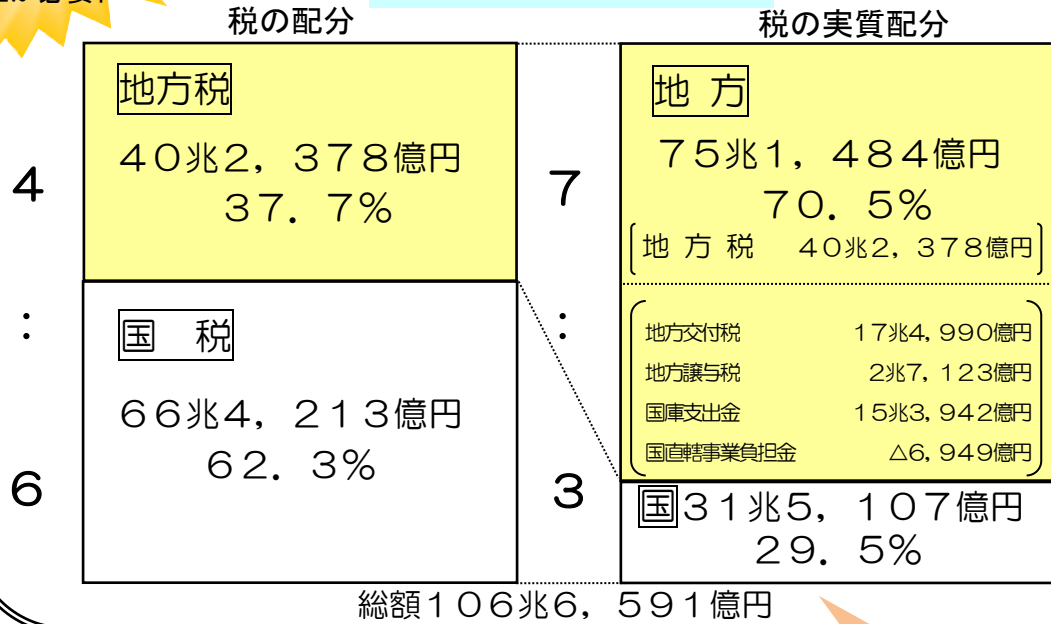 税の配分
税の実質配分
4
:
6
地方税
40兆2,378億円
37.7%
国 税
66兆4,213億円
62.3%
7
:
3
地 方
75兆1,484億円
70.5%
地 方 税 40兆2,378億円
地方交付税 17兆4,990億円
地方譲与税 2兆7,123億円
国庫支出金 15兆3,942億円
国直轄事業負担金 △6,949億円
国31兆5,107億円
29.5%
総額106兆6,591億円